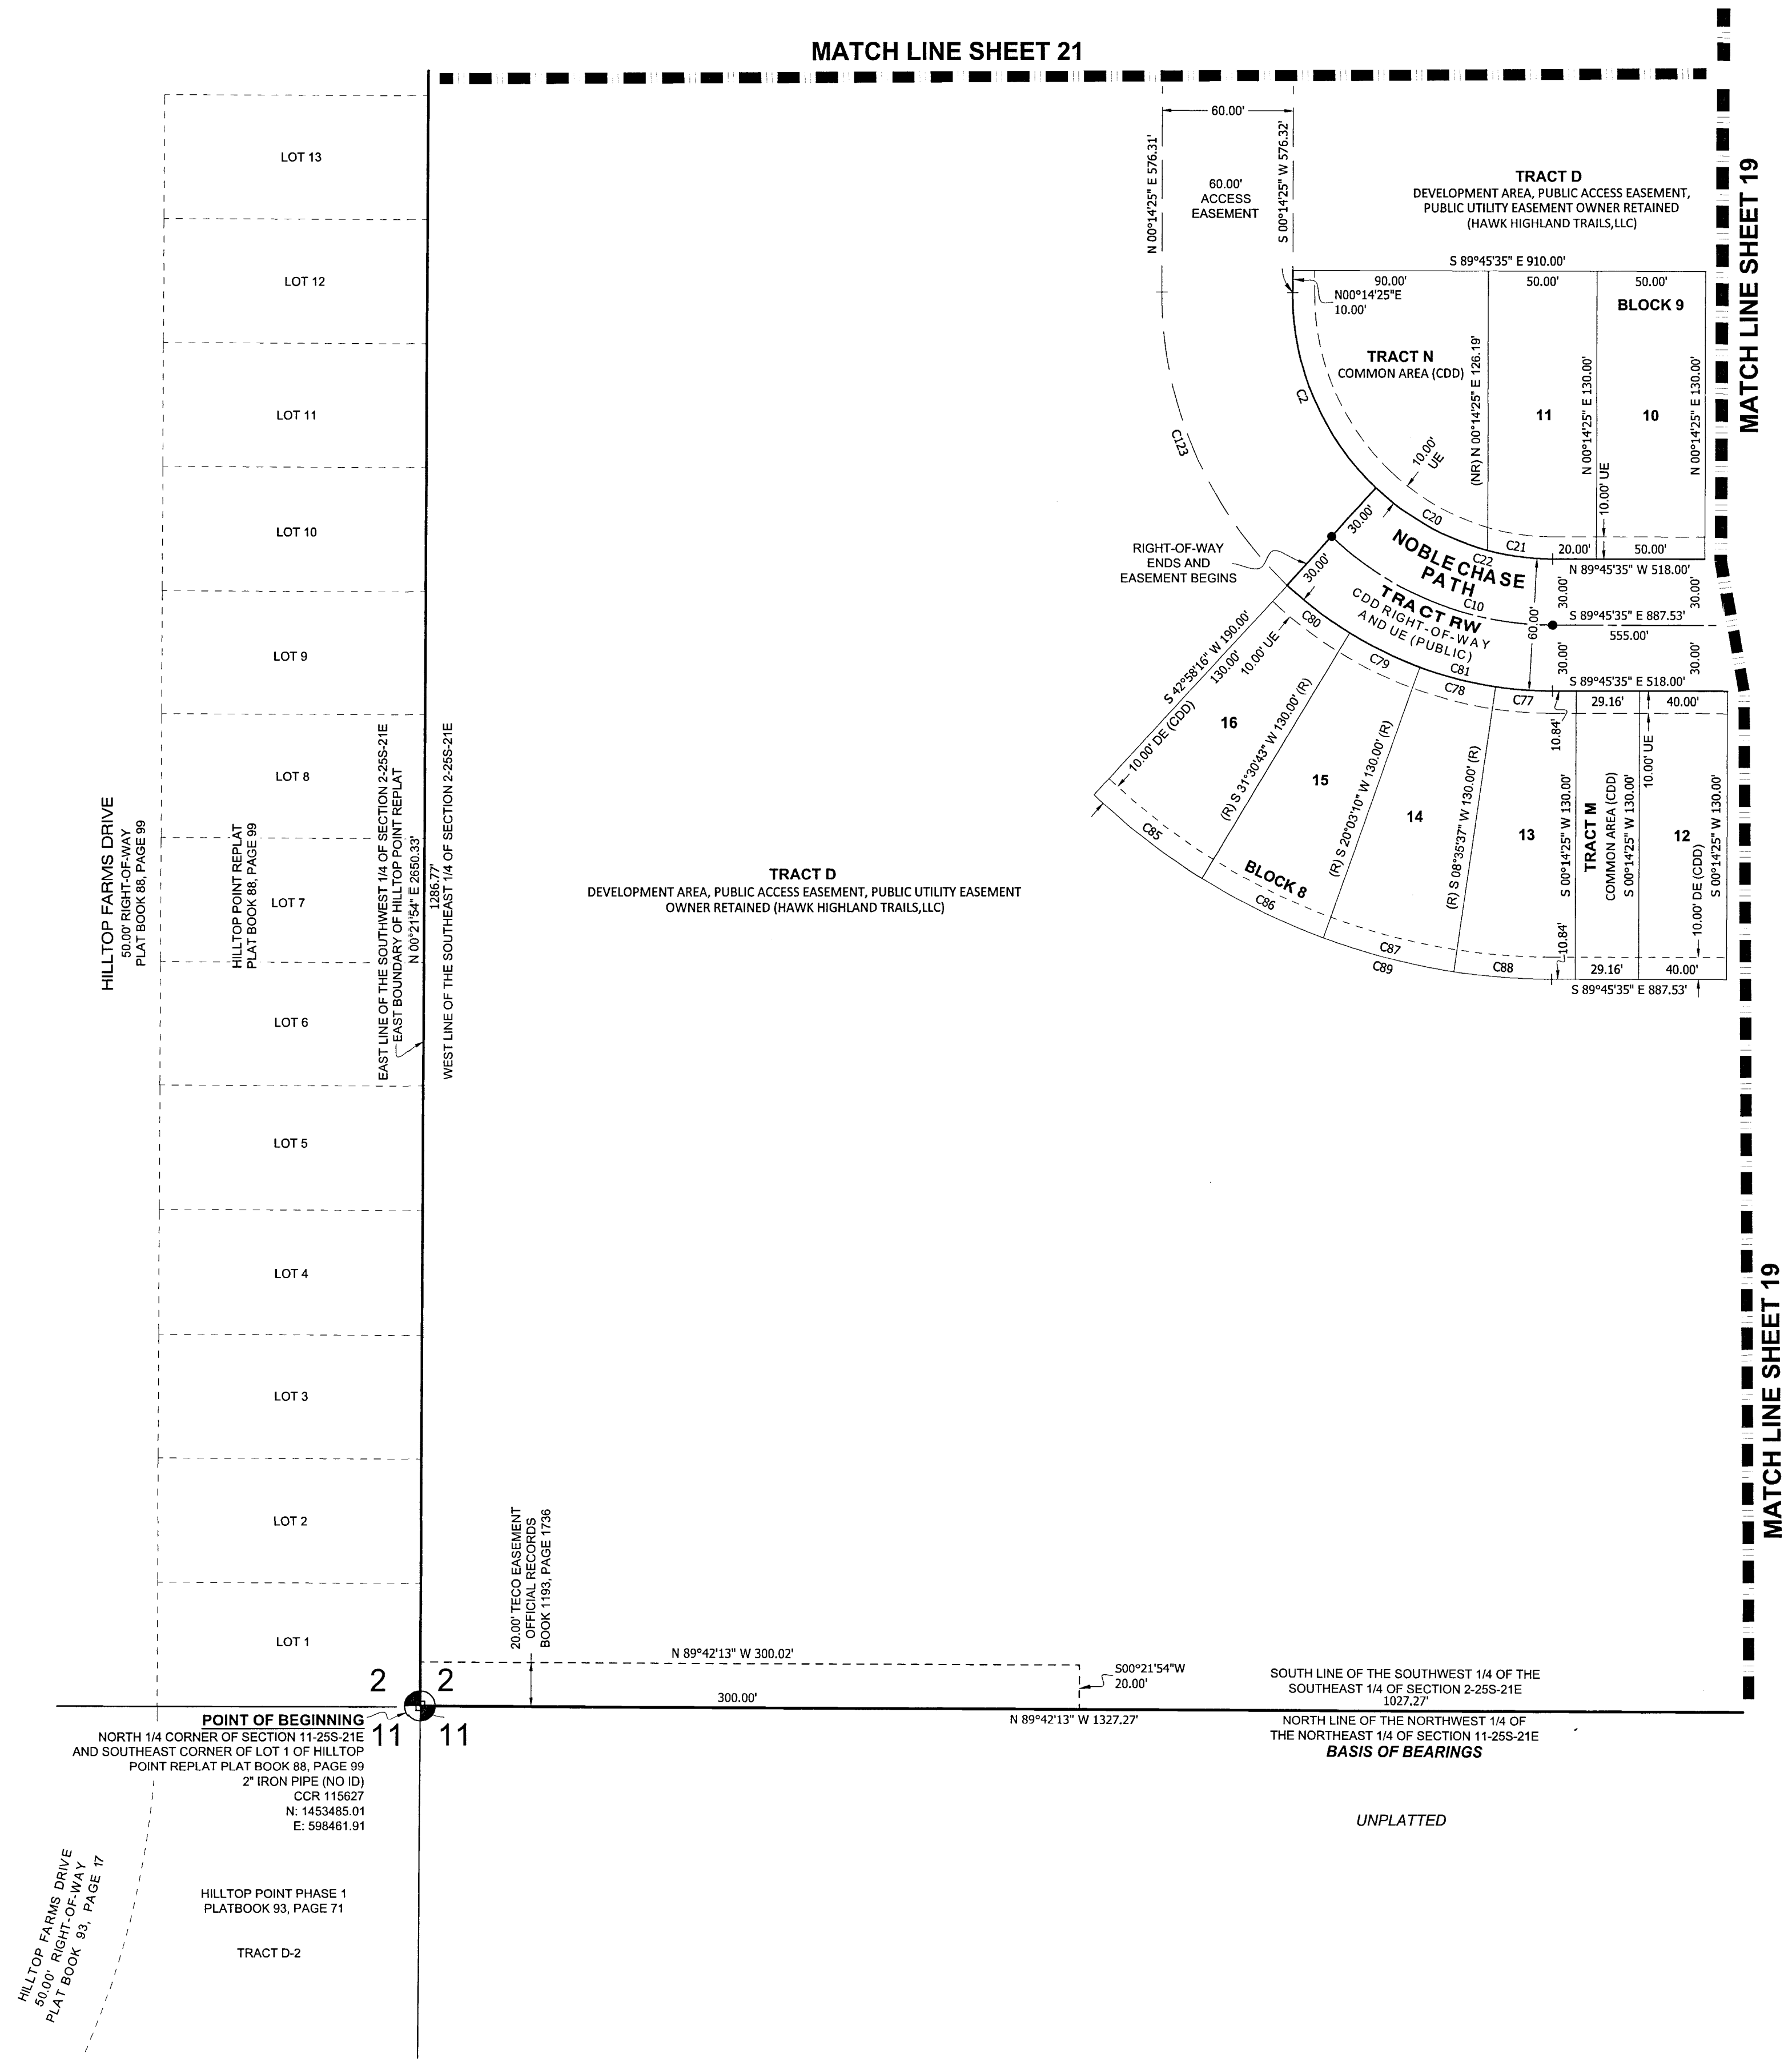 MATCH LINE SHEET 21
60.00'
N 00°14'25" E 576.31'
S 00°14'25" W 576.32'
60.00'
ACCESS
EASEMENT
TRACT D
DEVELOPMENT AREA, PUBLIC ACCESS EASEMENT,
PUBLIC UTILITY EASEMENT OWNER RETAINED
(HAWK HIGHLAND TRAILS,LLC)
MATCH LINE SHEET 19
S 89°45'35" E 910.00'
90.00'
50.00'
50.00'
N00°14'25"E
10.00'
BLOCK 9
TRACT N
COMMON AREA (CDD)
(NR) N 00°14'25" E 126.19'
11
N 00°14'25" E 130.00'
10
N 00°14'25" E 130.00'
C2
C123
10.00'
UE
10.00' UE
C20
C21
C22
20.00'
50.00'
N 89°45'35" W 518.00'
30.00'
30.00'
NOBLE CHASE
PATH
C10
TRACT RW
CDD RIGHT-OF-WAY
AND UE (PUBLIC)
RIGHT-OF-WAY
ENDS AND
EASEMENT BEGINS
60.00'
30.00'
30.00'
S 89°45'35" E 887.53'
555.00'
30.00'
30.00'
S 89°45'35" E 518.00'
C80
C79
C81
C78
C77
29.16'
40.00'
S 42°58'16" W 190.00'
130.00'
10.00' UE
10.00' DE (CDD)
16
(R) S 31°30'43" W 130.00' (R)
15
(R) S 20°03'10" W 130.00' (R)
14
(R) S 08°35'37" W 130.00' (R)
13
10.84'
S 00°14'25" W 130.00'
TRACT M
COMMON AREA (CDD)
S 00°14'25" W 130.00'
10.00' UE
12
10.00' DE (CDD)
S 00°14'25" W 130.00'
C85
BLOCK 8
C86
C87
C89
C88
10.84'
29.16'
40.00'
S 89°45'35" E 887.53'
LOT 13
LOT 12
LOT 11
LOT 10
LOT 9
LOT 8
LOT 7
LOT 6
LOT 5
LOT 4
LOT 3
LOT 2
LOT 1
HILLTOP FARMS DRIVE
50.00' RIGHT-OF-WAY
PLAT BOOK 88, PAGE 99
HILLTOP POINT REPLAT
PLAT BOOK 88, PAGE 99
EAST LINE OF THE SOUTHWEST 1/4 OF SECTION 2-25S-21E
EAST BOUNDARY OF HILLTOP POINT REPLAT
N 00°21'54" E 2650.33'
1286.77'
WEST LINE OF THE SOUTHEAST 1/4 OF SECTION 2-25S-21E
TRACT D
DEVELOPMENT AREA, PUBLIC ACCESS EASEMENT, PUBLIC UTILITY EASEMENT
OWNER RETAINED (HAWK HIGHLAND TRAILS,LLC)
MATCH LINE SHEET 19
20.00' TECO EASEMENT
OFFICIAL RECORDS
BOOK 1193, PAGE 1736
N 89°42'13" W 300.02'
S00°21'54"W
20.00'
300.00'
SOUTH LINE OF THE SOUTHWEST 1/4 OF THE
SOUTHEAST 1/4 OF SECTION 2-25S-21E
1027.27'
N 89°42'13" W 1327.27'
NORTH LINE OF THE NORTHWEST 1/4 OF
THE NORTHEAST 1/4 OF SECTION 11-25S-21E
BASIS OF BEARINGS
2
2
11
11
POINT OF BEGINNING
NORTH 1/4 CORNER OF SECTION 11-25S-21E
AND SOUTHEAST CORNER OF LOT 1 OF HILLTOP
POINT REPLAT PLAT BOOK 88, PAGE 99
2" IRON PIPE (NO ID)
CCR 115627
N: 1453485.01
E: 598461.91
UNPLATTED
HILLTOP FARMS DRIVE
50.00' RIGHT-OF-WAY
PLAT BOOK 93, PAGE 17
HILLTOP POINT PHASE 1
PLATBOOK 93, PAGE 71
TRACT D-2